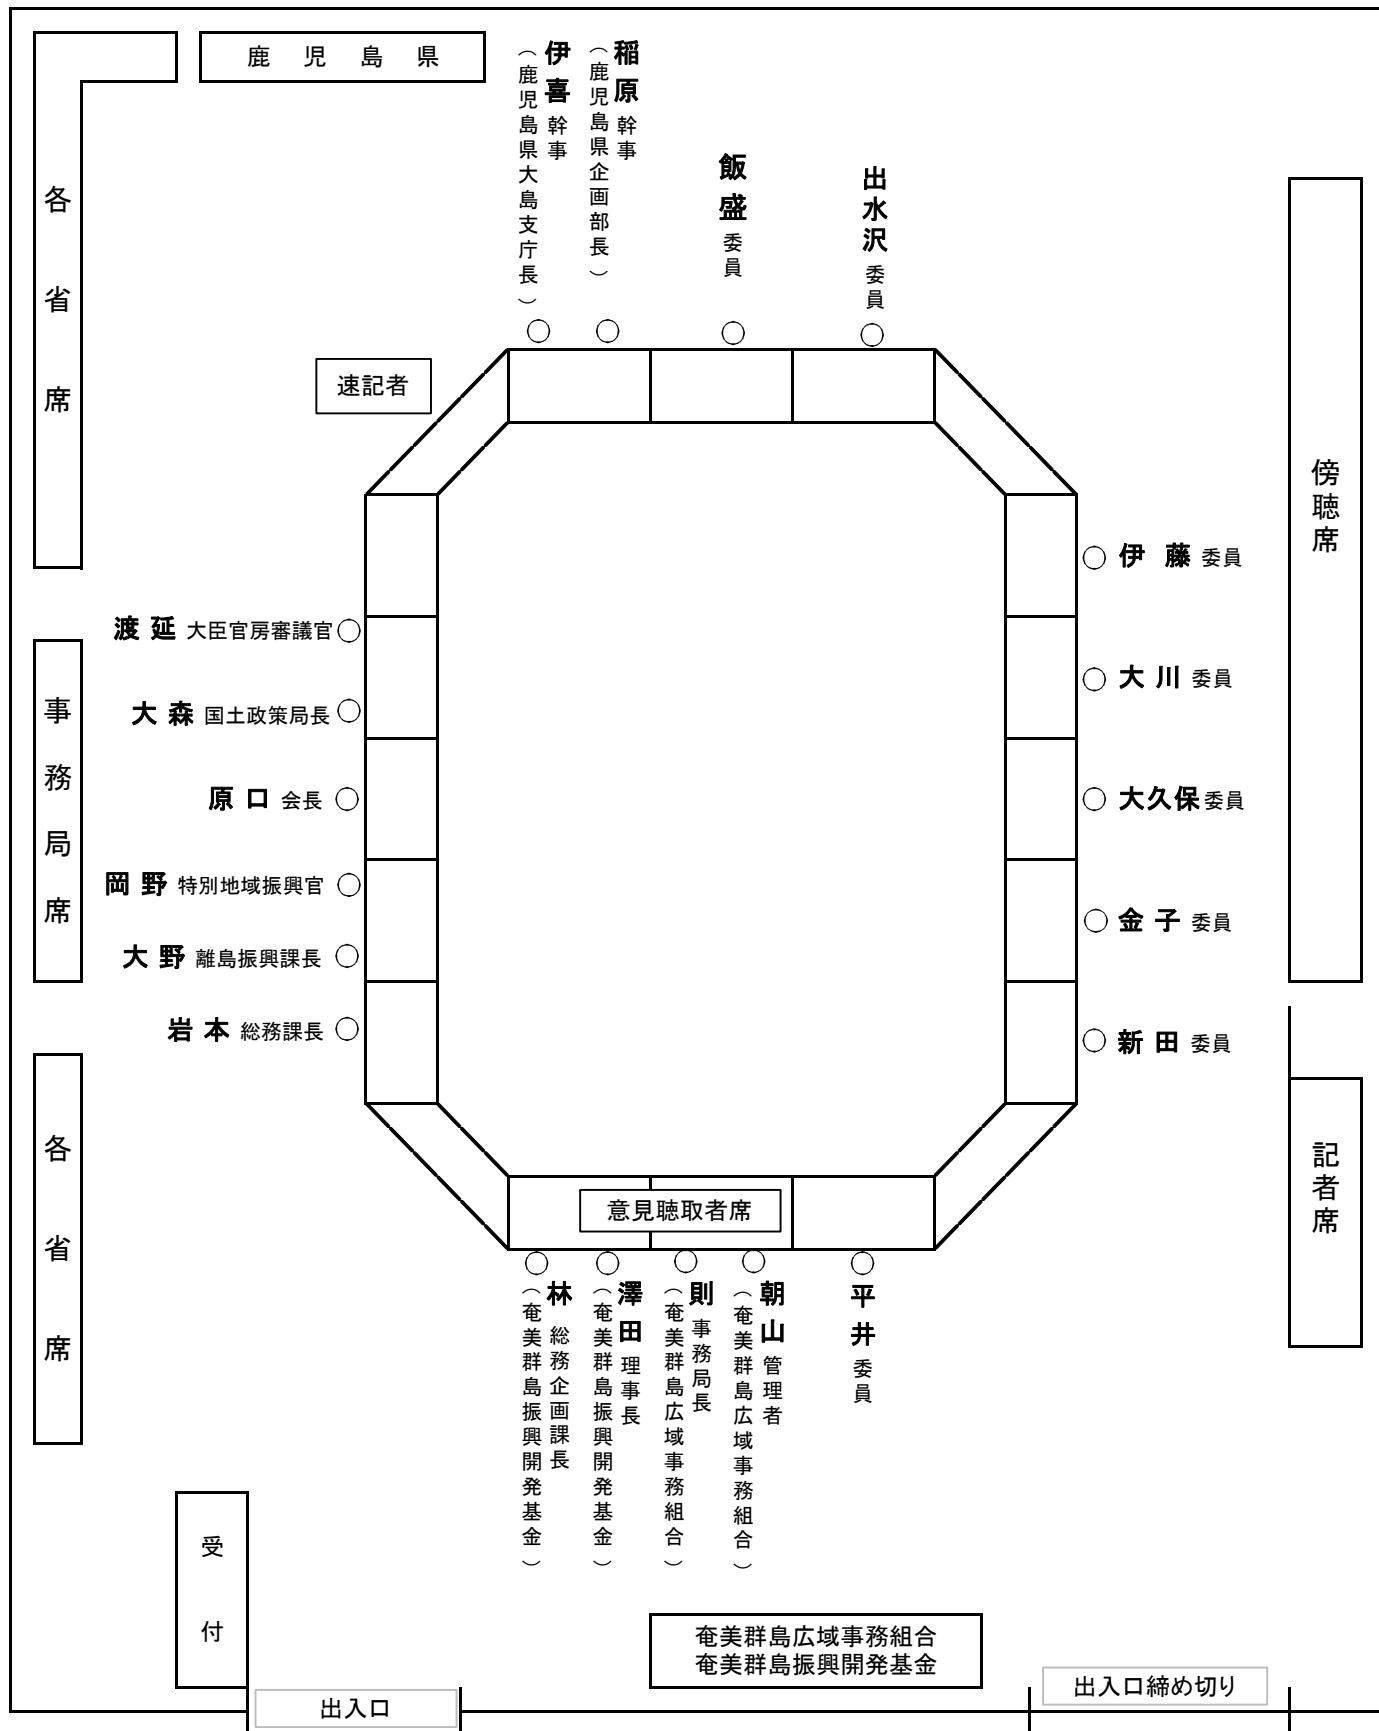 鹿児島県
伊喜 幹事
（鹿児島県大島支庁長）
稲原 幹事
（鹿児島県企画部長）
飯盛 委員
出水沢 委員
各省席
速記者
傍聴席
伊藤 委員
大川 委員
大久保 委員
金子 委員
新田 委員
渡延 大臣官房審議官
大森 国土政策局長
原口 会長
岡野 特別地域振興官
大野 離島振興課長
岩本 総務課長
事務局席
各省席
記者席
意見聴取者席
林 総務企画課長
（奄美群島振興開発基金）
澤田 理事長
（奄美群島振興開発基金）
則 事務局長
（奄美群島広域事務組合）
朝山 管理者
（奄美群島広域事務組合）
平井 委員
受付
奄美群島広域事務組合
奄美群島振興開発基金
出入口
出入口締め切り